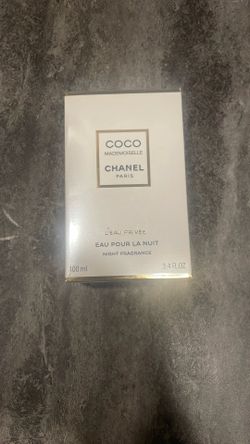 COCO
MADEMOISELLE
CHANEL
PARIS
L'EAU PRIVÉE
EAU POUR LA NUIT
NIGHT FRAGRANCE
100 ml 3.4 FL. OZ.